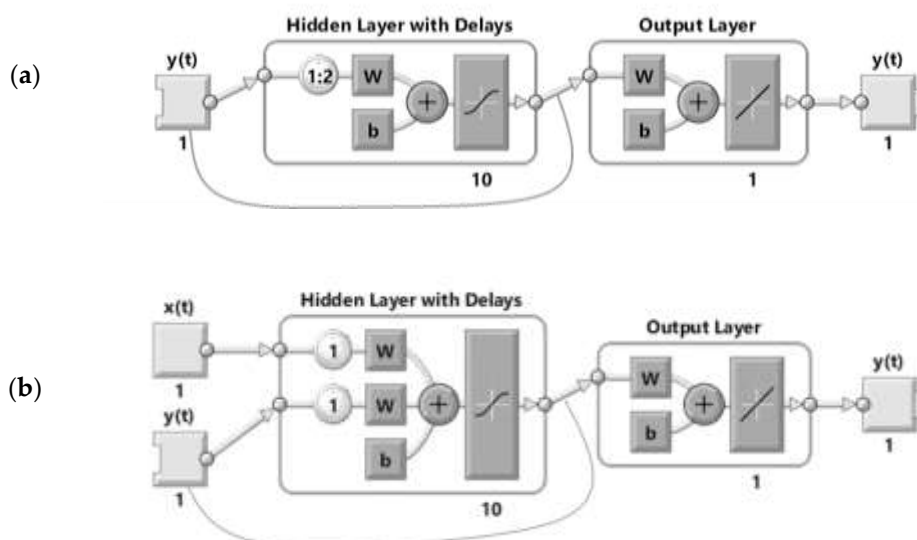 (a)
Hidden Layer with Delays
Output Layer
y(t)
1:2
W
b
+
W
b
+
y(t)
1
10
1
1
(b)
x(t)
Hidden Layer with Delays
Output Layer
1
W
1
y(t)
1
W
b
+
W
b
+
y(t)
1
1
10
1